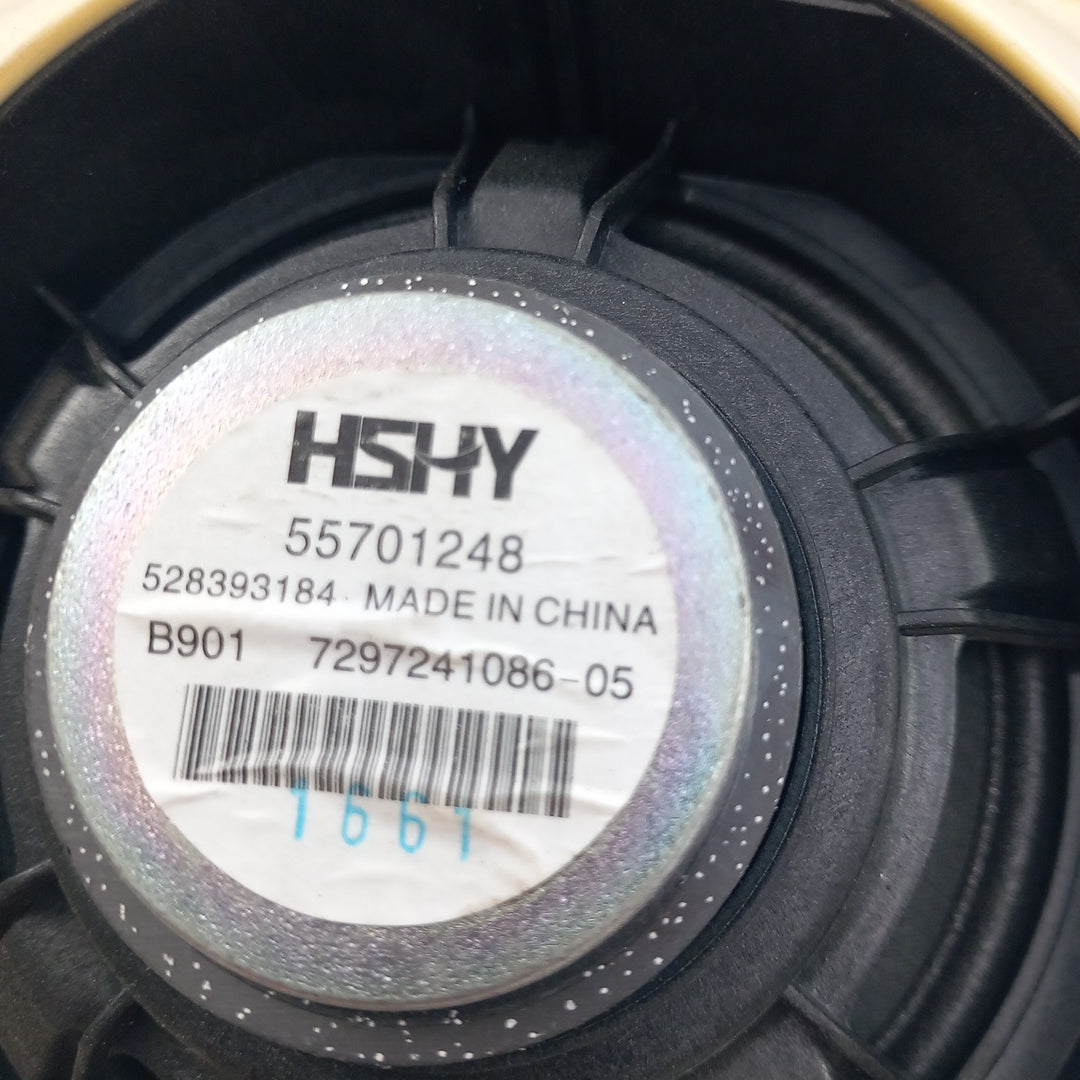 HSHY
55701248
528393184 MADE IN CHINA
B901 7297241086-05
1661